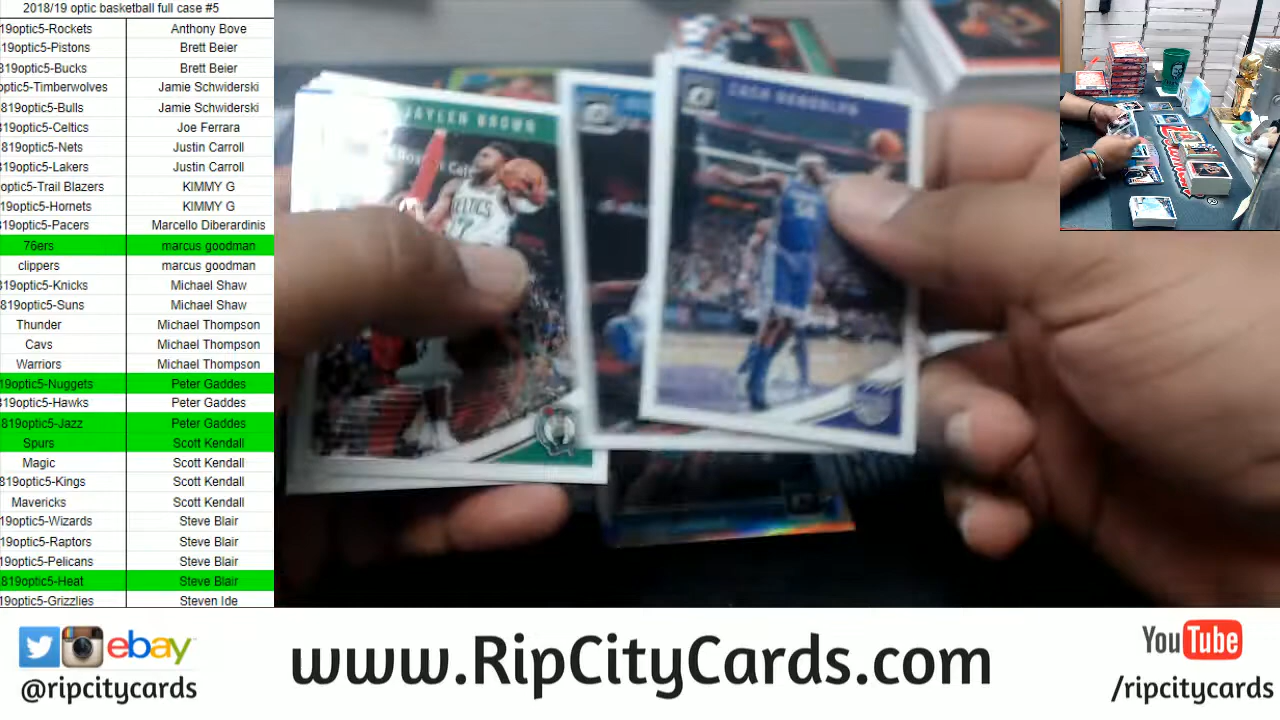 2018/19 optic basketball full case #5
19optic5-Rockets Anthony Bove
819optic5-Pistons Brett Beier
819optic5-Bucks Brett Beier
optic5-Timberwolves Jamie Schwiderski
819optic5-Bulls Jamie Schwiderski
819optic5-Celtics Joe Ferrara
819optic5-Nets Justin Carroll
819optic5-Lakers Justin Carroll
optic5-Trail Blazers KIMMY G
19optic5-Hornets KIMMY G
819optic5-Pacers Marcello Diberardinis
76ers marcus goodman
clippers marcus goodman
819optic5-Knicks Michael Shaw
819optic5-Suns Michael Shaw
Thunder Michael Thompson
Cavs Michael Thompson
Warriors Michael Thompson
19optic5-Nuggets Peter Gaddes
819optic5-Hawks Peter Gaddes
819optic5-Jazz Peter Gaddes
Spurs Scott Kendall
Magic Scott Kendall
819optic5-Kings Scott Kendall
Mavericks Scott Kendall
19optic5-Wizards Steve Blair
19optic5-Raptors Steve Blair
19optic5-Pelicans Steve Blair
819optic5-Heat Steve Blair
19optic5-Grizzlies Steven Ide
JAYLEN BROWN
ZACH RANDOLPH
CELTICS
ebay
@ripcitycards
www.RipCityCards.com
YouTube
/ripcitycards